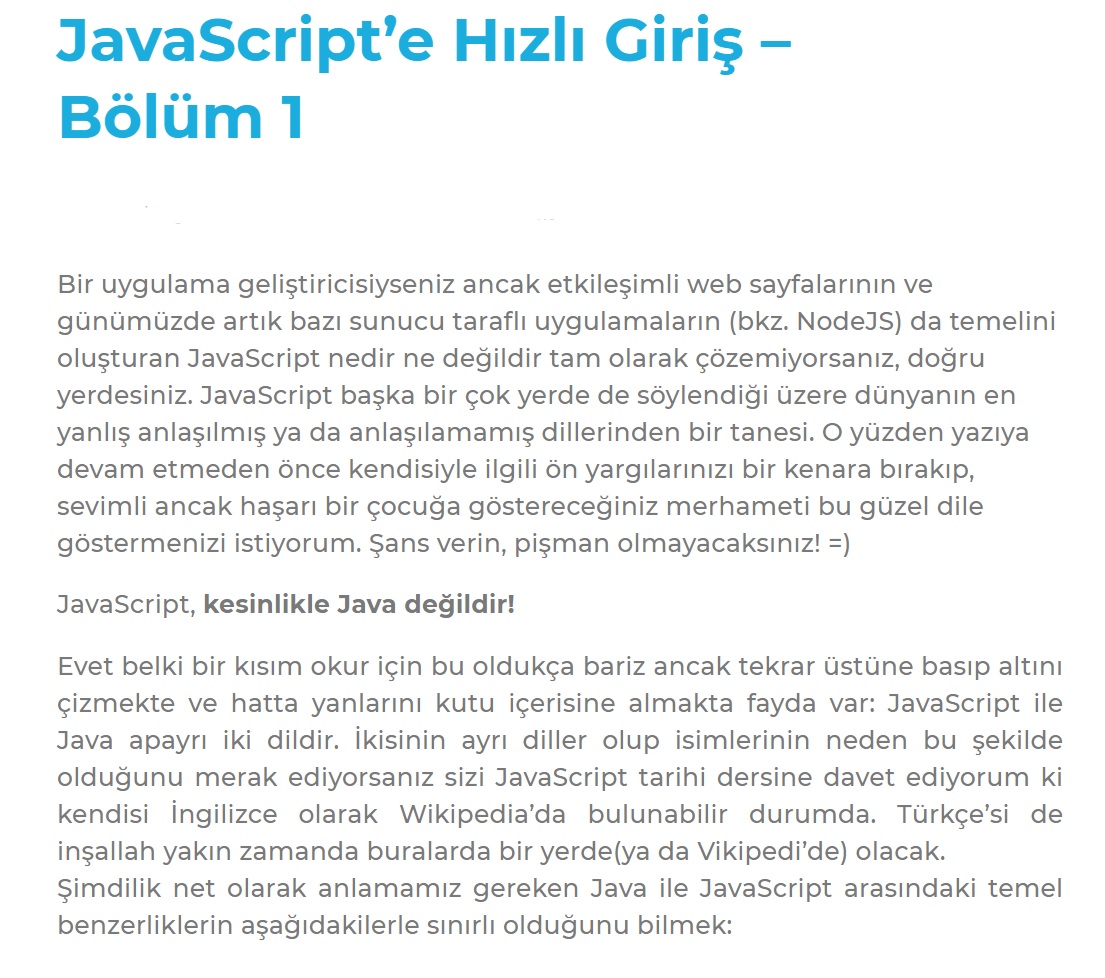 JavaScript’e Hızlı Giriş –
Bölüm 1
Bir uygulama geliştiricisiyseniz ancak etkileşimli web sayfalarının ve
günümüzde artık bazı sunucu taraflı uygulamaların (bkz. NodeJS) da temelini
oluşturan JavaScript nedir ne değildir tam olarak çözemiyorsanız, doğru
yerdesiniz. JavaScript başka bir çok yerde de söylendiği üzere dünyanın en
yanlış anlaşılmış ya da anlaşılamamış dillerinden bir tanesi. O yüzden yazıya
devam etmeden önce kendisiyle ilgili ön yargılarınızı bir kenara bırakıp,
sevimli ancak haşarı bir çocuğa göstereceğiniz merhameti bu güzel dile
göstermenizi istiyorum. Şans verin, pişman olmayacaksınız! =)
JavaScript, kesinlikle Java değildir!
Evet belki bir kısım okur için bu oldukça bariz ancak tekrar üstüne basıp altını
çizmekte ve hatta yanlarını kutu içerisine almakta fayda var: JavaScript ile
Java apayrı iki dildir. İkisinin ayrı diller olup isimlerinin neden bu şekilde
olduğunu merak ediyorsanız sizi JavaScript tarihi dersine davet ediyorum ki
kendisi İngilizce olarak Wikipedia’da bulunabilir durumda. Türkçe’si de
inşallah yakın zamanda buralarda bir yerde(ya da Vikipedi’de) olacak.
Şimdilik net olarak anlamamız gereken Java ile JavaScript arasındaki temel
benzerliklerin aşağıdakilerle sınırlı olduğunu bilmek: